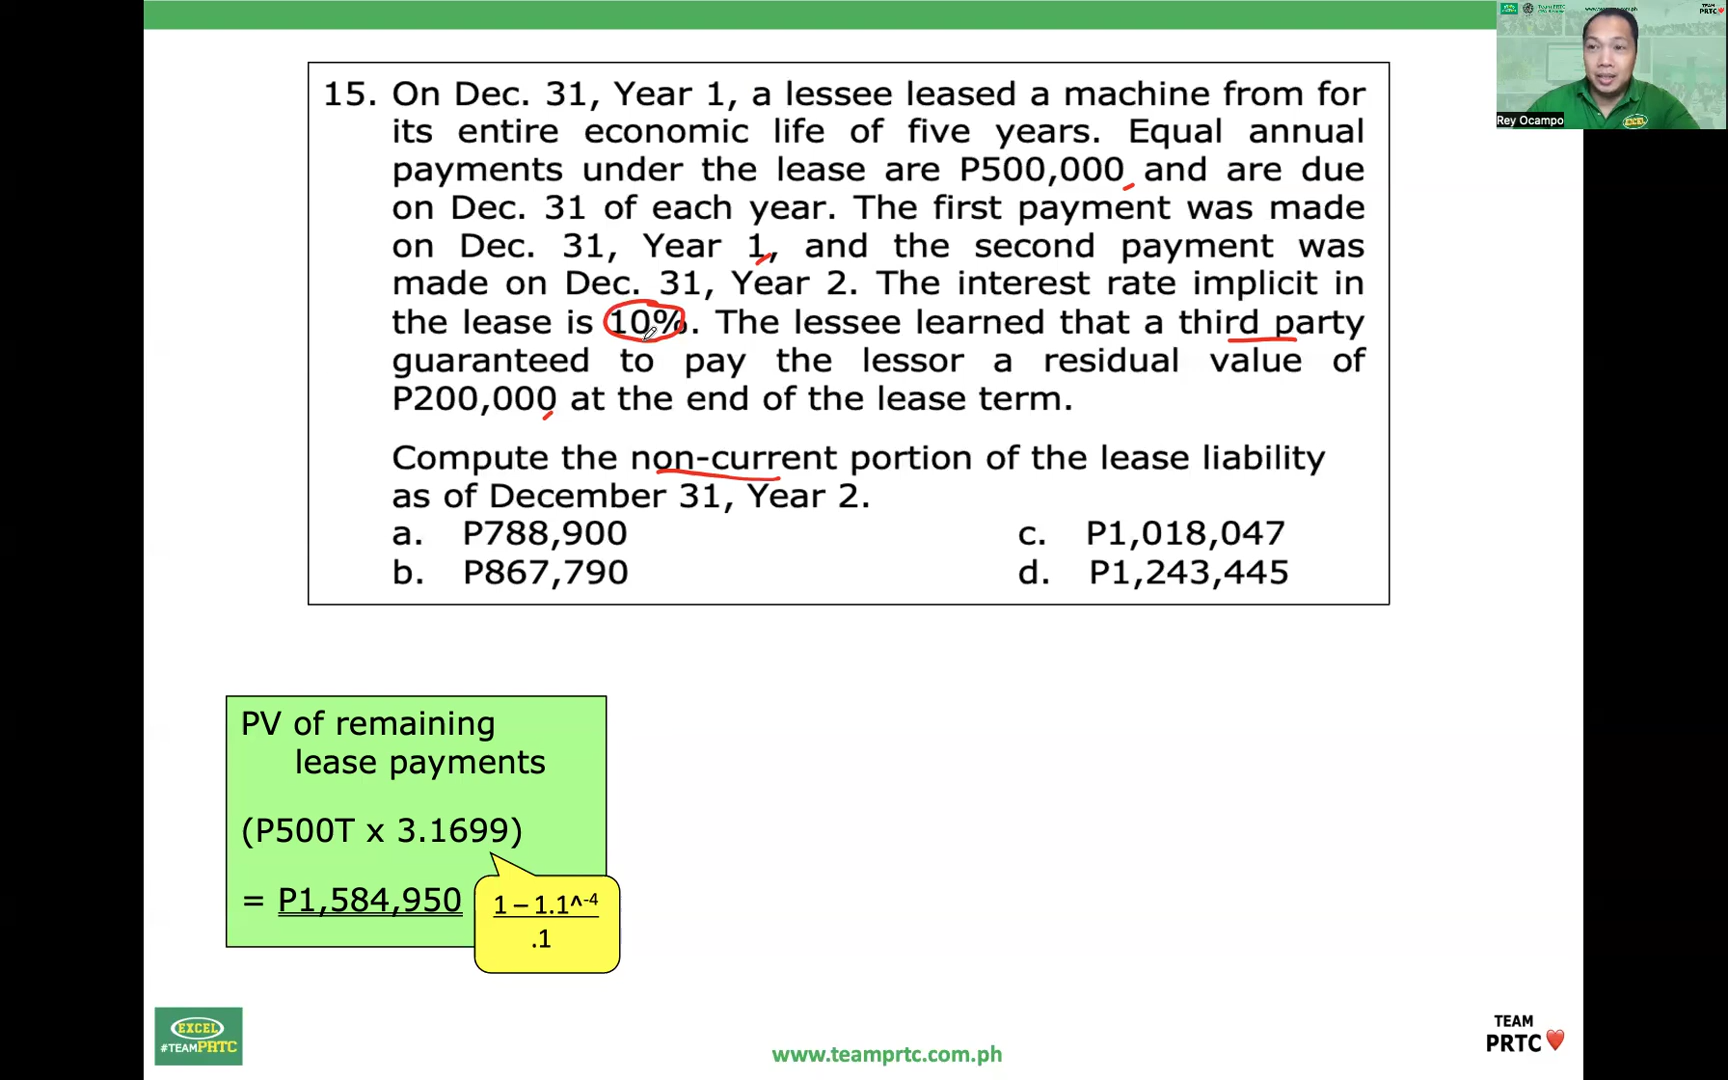 15. On Dec. 31, Year 1, a lessee leased a machine from for
its entire economic life of five years. Equal annual
payments under the lease are P500,000 and are due
on Dec. 31 of each year. The first payment was made
on Dec. 31, Year 1, and the second payment was
made on Dec. 31, Year 2. The interest rate implicit in
the lease is 10%. The lessee learned that a third party
guaranteed to pay the lessor a residual value of
P200,000 at the end of the lease term.
Compute the non-current portion of the lease liability
as of December 31, Year 2.
a. P788,900
c. P1,018,047
b. P867,790
d. P1,243,445
Rey Ocampo
EXCEL
TEAM
PRTC
PV of remaining
lease payments
(P500T x 3.1699)
= P1,584,950
1 – 1.1^-4
.1
EXCEL
#TEAMPRTC
www.teamprtc.com.ph
TEAM
PRTC